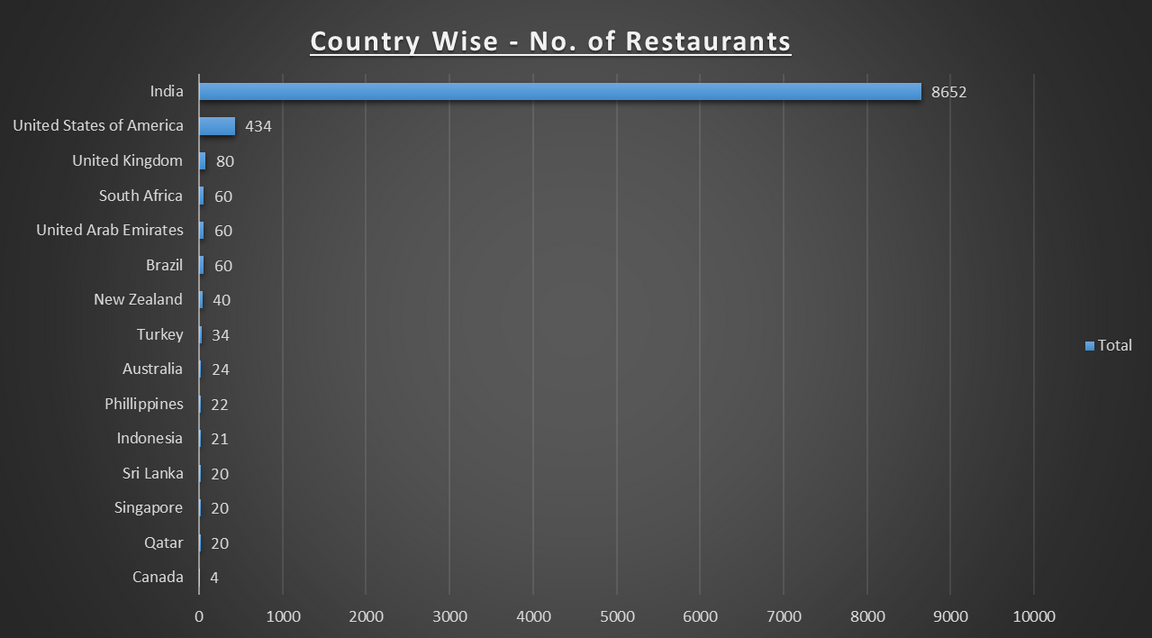 Country Wise - No. of Restaurants
India 8652
United States of America 434
United Kingdom 80
South Africa 60
United Arab Emirates 60
Brazil 60
New Zealand 40
Turkey 34
Total
Australia 24
Phillippines 22
Indonesia 21
Sri Lanka 20
Singapore 20
Qatar 20
Canada 4
0 1000 2000 3000 4000 5000 6000 7000 8000 9000 10000